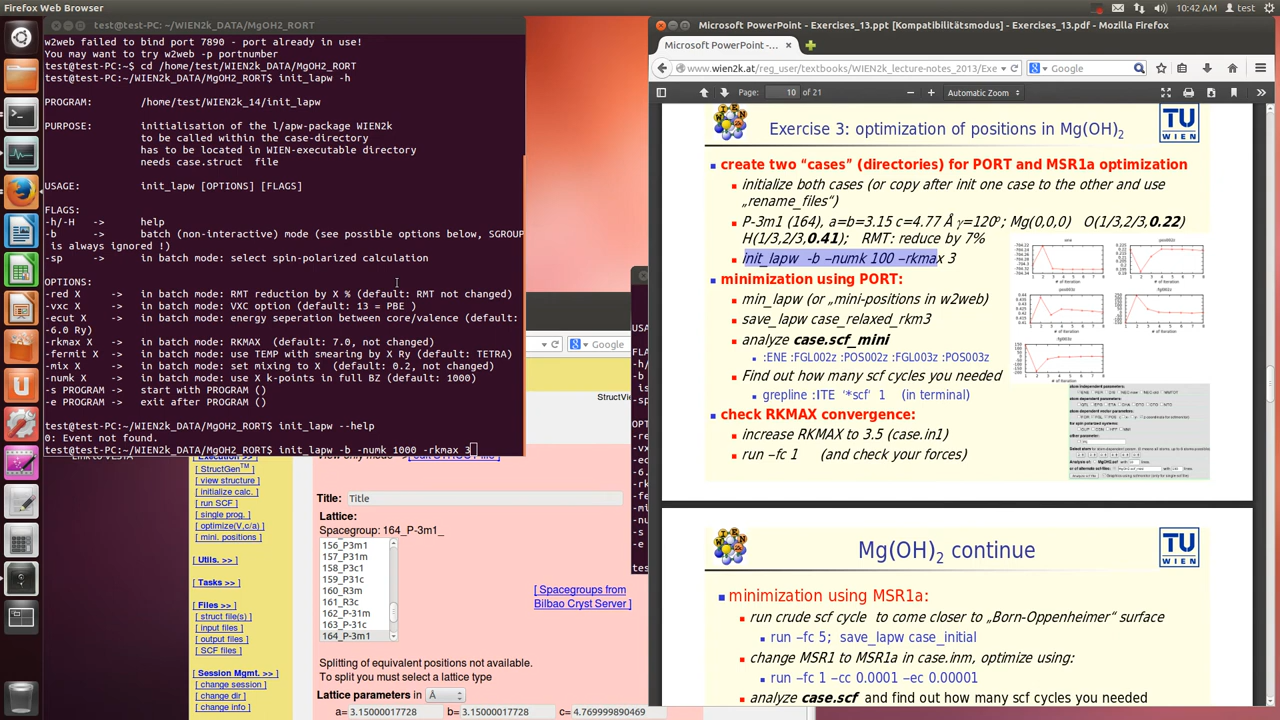 Firefox Web Browser
10:42 AM
test
test@test-PC: ~/WIEN2k_DATA/MgOH2_RORT
w2web failed to bind port 7890 - port already in use!
You may want to try w2web -p portnumber
test@test-PC:~$ cd /home/test/WIEN2k_DATA/MgOH2_RORT
test@test-PC:~/WIEN2k_DATA/MgOH2_RORT$ init_lapw -h
PROGRAM: /home/test/WIEN2k_14/init_lapw
PURPOSE: initialisation of the l/apw-package WIEN2k
to be called within the case-directory
has to be located in WIEN-executable directory
needs case.struct file
USAGE: init_lapw [OPTIONS] [FLAGS]
FLAGS:
-h/-H -> help
-b -> batch (non-interactive) mode (see possible options below, SGROUP
is always ignored !)
-sp -> in batch mode: select spin-polarized calculation
OPTIONS:
-red X -> in batch mode: RMT reduction by X % (default: RMT not changed)
-vxc X -> in batch mode: VXC option (default: 13 = PBE )
-ecut X -> in batch mode: energy seperation between core/valence (default:
-6.0 Ry)
-rkmax X -> in batch mode: RKMAX (default: 7.0, not changed)
-fermit X -> in batch mode: use TEMP with smearing by X Ry (default: TETRA)
-mix X -> in batch mode: set mixing to X (default: 0.2, not changed)
-numk X -> in batch mode: use X k-points in full BZ (default: 1000)
-s PROGRAM -> start with PROGRAM ()
-e PROGRAM -> exit after PROGRAM ()
test@test-PC:~/WIEN2k_DATA/MgOH2_RORT$ init_lapw --help
0: Event not found.
test@test-PC:~/WIEN2k_DATA/MgOH2_RORT$ init_lapw -b -numk 1000 -rkmax 3
Google
StructVie
Execution >>
[ StructGen™ ]
[ view structure ]
[ initialize calc. ]
[ run SCF ]
[ single prog. ]
[ optimize(V,c/a) ]
[ mini. positions ]
[ Utils. >> ]
[ Tasks >> ]
[ Files >> ]
[ struct file(s) ]
[ input files ]
[ output files ]
[ SCF files ]
[ Session Mgmt. >> ]
[ change session ]
[ change dir ]
[ change info ]
Title: Title
Lattice:
Spacegroup: 164_P-3m1_
156_P3m1
157_P31m
158_P3c1
159_P31c
160_R3m
161_R3c
162_P-31m
163_P-31c
164_P-3m1
[ Spacegroups from
Bilbao Cryst Server ]
Splitting of equivalent positions not available.
To split you must select a lattice type
Lattice parameters in Å
a= 3.15000017728 b= 3.15000017728 c= 4.769999890469
Microsoft PowerPoint - Exercises_13.ppt [Kompatibilitätsmodus] - Exercises_13.pdf - Mozilla Firefox
Microsoft PowerPoint -...
www.wien2k.at/reg_user/textbooks/WIEN2k_lecture-notes_2013/Exe
Google
Page: 10 of 21
Automatic Zoom
Exercise 3: optimization of positions in Mg(OH)2
TU
WIEN
create two “cases” (directories) for PORT and MSR1a optimization
initialize both cases (or copy after init one case to the other and use
„rename_files“)
P-3m1 (164), a=b=3.15 c=4.77 Å γ=120°; Mg(0,0,0) O(1/3,2/3,0.22)
H(1/3,2/3,0.41); RMT: reduce by 7%
init_lapw -b –numk 100 –rkmax 3
minimization using PORT:
min_lapw (or „mini-positions in w2web)
save_lapw case_relaxed_rkm3
analyze case.scf_mini
:ENE :FGL002z :POS002z :FGL003z :POS003z
Find out how many scf cycles you needed
grepline :ITE '*scf' 1 (in terminal)
check RKMAX convergence:
increase RKMAX to 3.5 (case.in1)
run –fc 1 (and check your forces)
Mg(OH)2 continue
TU
WIEN
minimization using MSR1a:
run crude scf cycle to come closer to „Born-Oppenheimer“ surface
run –fc 5; save_lapw case_initial
change MSR1 to MSR1a in case.inm, optimize using:
run –fc 1 –cc 0.0001 –ec 0.00001
analyze case.scf and find out how many scf cycles you needed